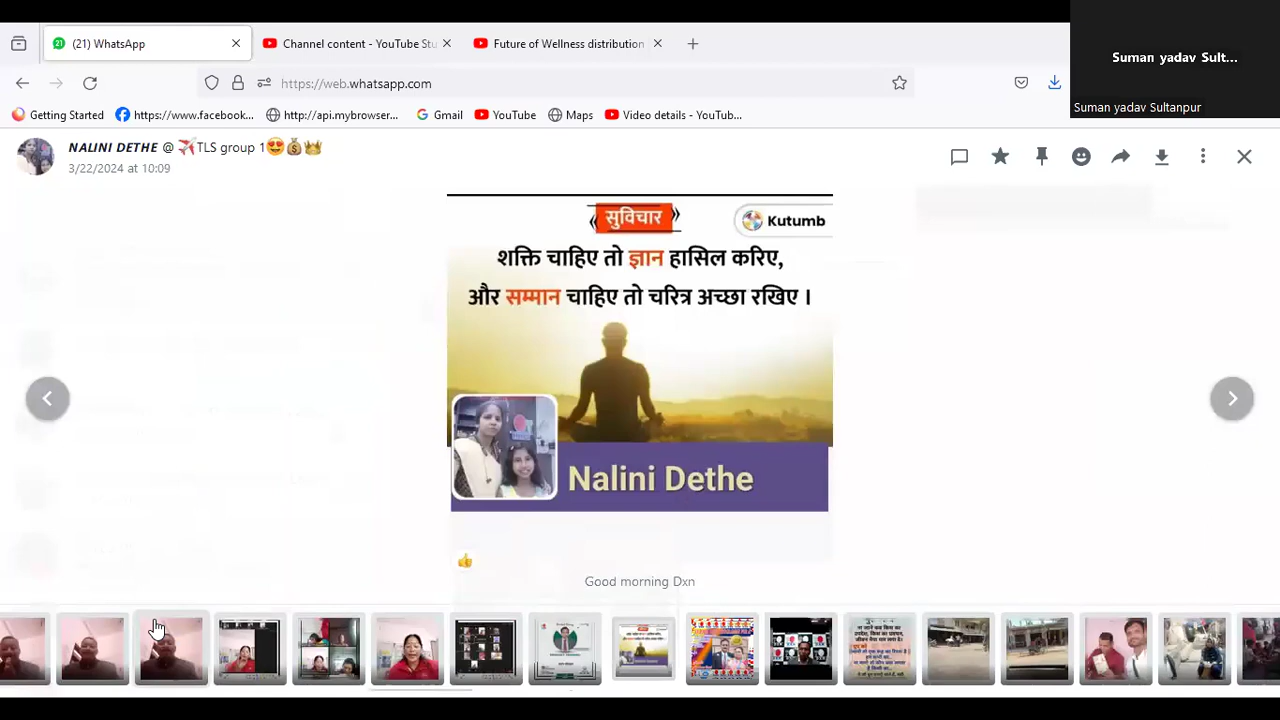 (21) WhatsApp
Channel content - YouTube Stu
Future of Wellness distribution
Suman yadav Sult...
Suman yadav Sultanpur
https://web.whatsapp.com
Getting Started
https://www.facebook...
http://api.mybrowser...
Gmail
YouTube
Maps
Video details - YouTub...
NALINI DETHE @ ✈️TLS group 1😍💰👑
3/22/2024 at 10:09
सुविचार
Kutumb
शक्ति चाहिए तो ज्ञान हासिल करिए,
और सम्मान चाहिए तो चरित्र अच्छा रखिए ।
Nalini Dethe
Good morning Dxn